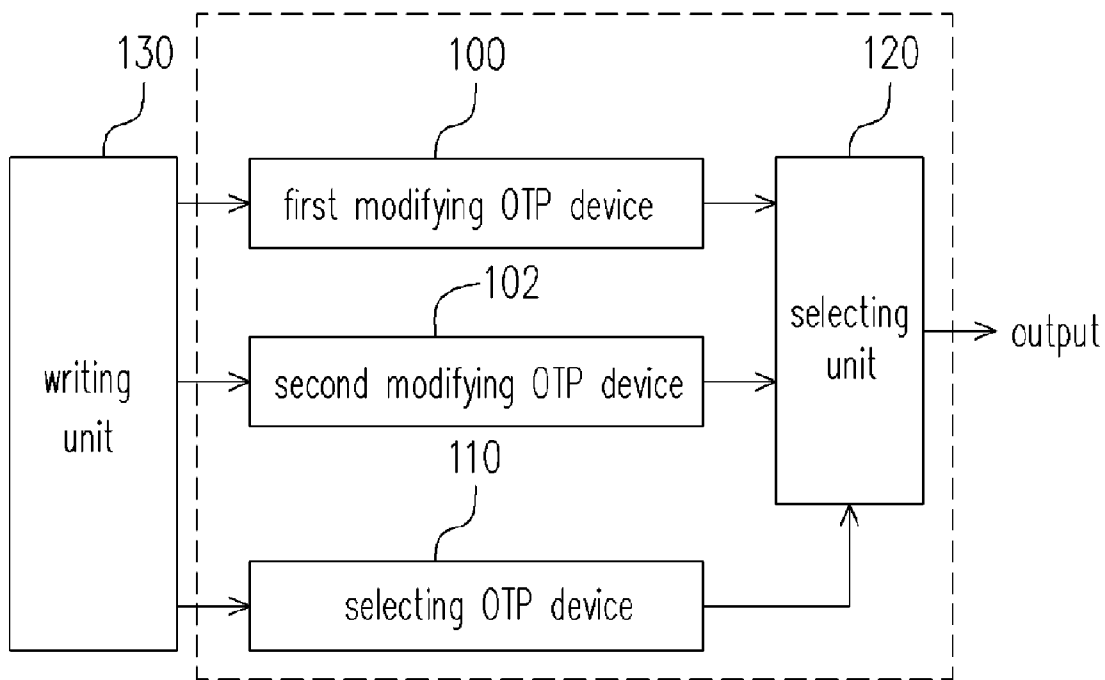 130
100
120
first modifying OTP device
102
second modifying OTP device
selecting
unit
output
writing
unit
110
selecting OTP device